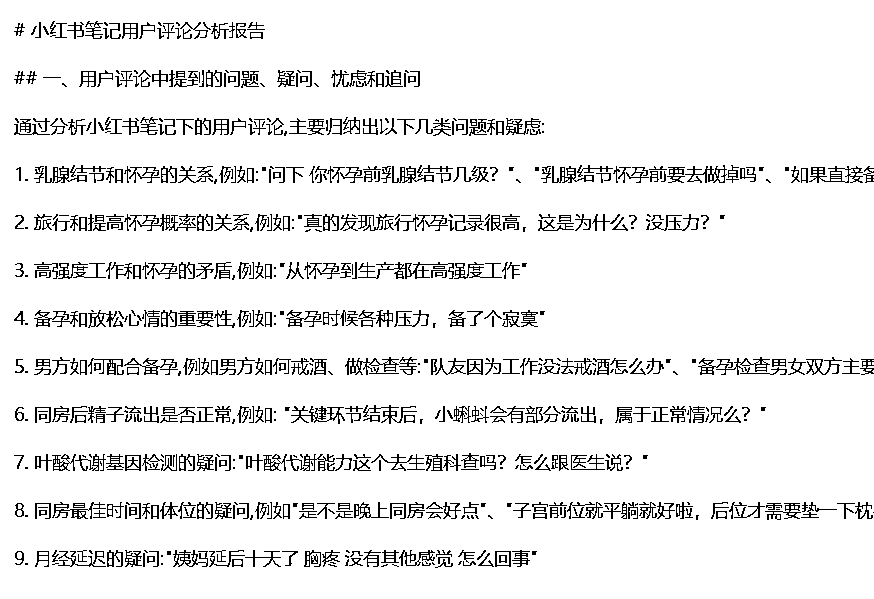 # 小红书笔记用户评论分析报告
## 一、用户评论中提到的问题、疑问、忧虑和追问
通过分析小红书笔记下的用户评论,主要归纳出以下几类问题和疑虑:
1. 乳腺结节和怀孕的关系,例如:"问下 你怀孕前乳腺结节几级？"、"乳腺结节怀孕前要去做掉吗"、"如果直接备
2. 旅行和提高怀孕概率的关系,例如:"真的发现旅行怀孕记录很高，这是为什么？没压力？"
3. 高强度工作和怀孕的矛盾,例如:"从怀孕到生产都在高强度工作"
4. 备孕和放松心情的重要性,例如:"备孕时候各种压力，备了个寂寞"
5. 男方如何配合备孕,例如男方如何戒酒、做检查等:"队友因为工作没法戒酒怎么办"、"备孕检查男女双方主要
6. 同房后精子流出是否正常,例如: "关键环节结束后，小蝌蚪会有部分流出，属于正常情况么？"
7. 叶酸代谢基因检测的疑问:"叶酸代谢能力这个去生殖科查吗？怎么跟医生说？"
8. 同房最佳时间和体位的疑问,例如"是不是晚上同房会好点"、"子宫前位就平躺就好啦，后位才需要垫一下枕
9. 月经延迟的疑问:"姨妈延后十天了 胸疼 没有其他感觉 怎么回事"